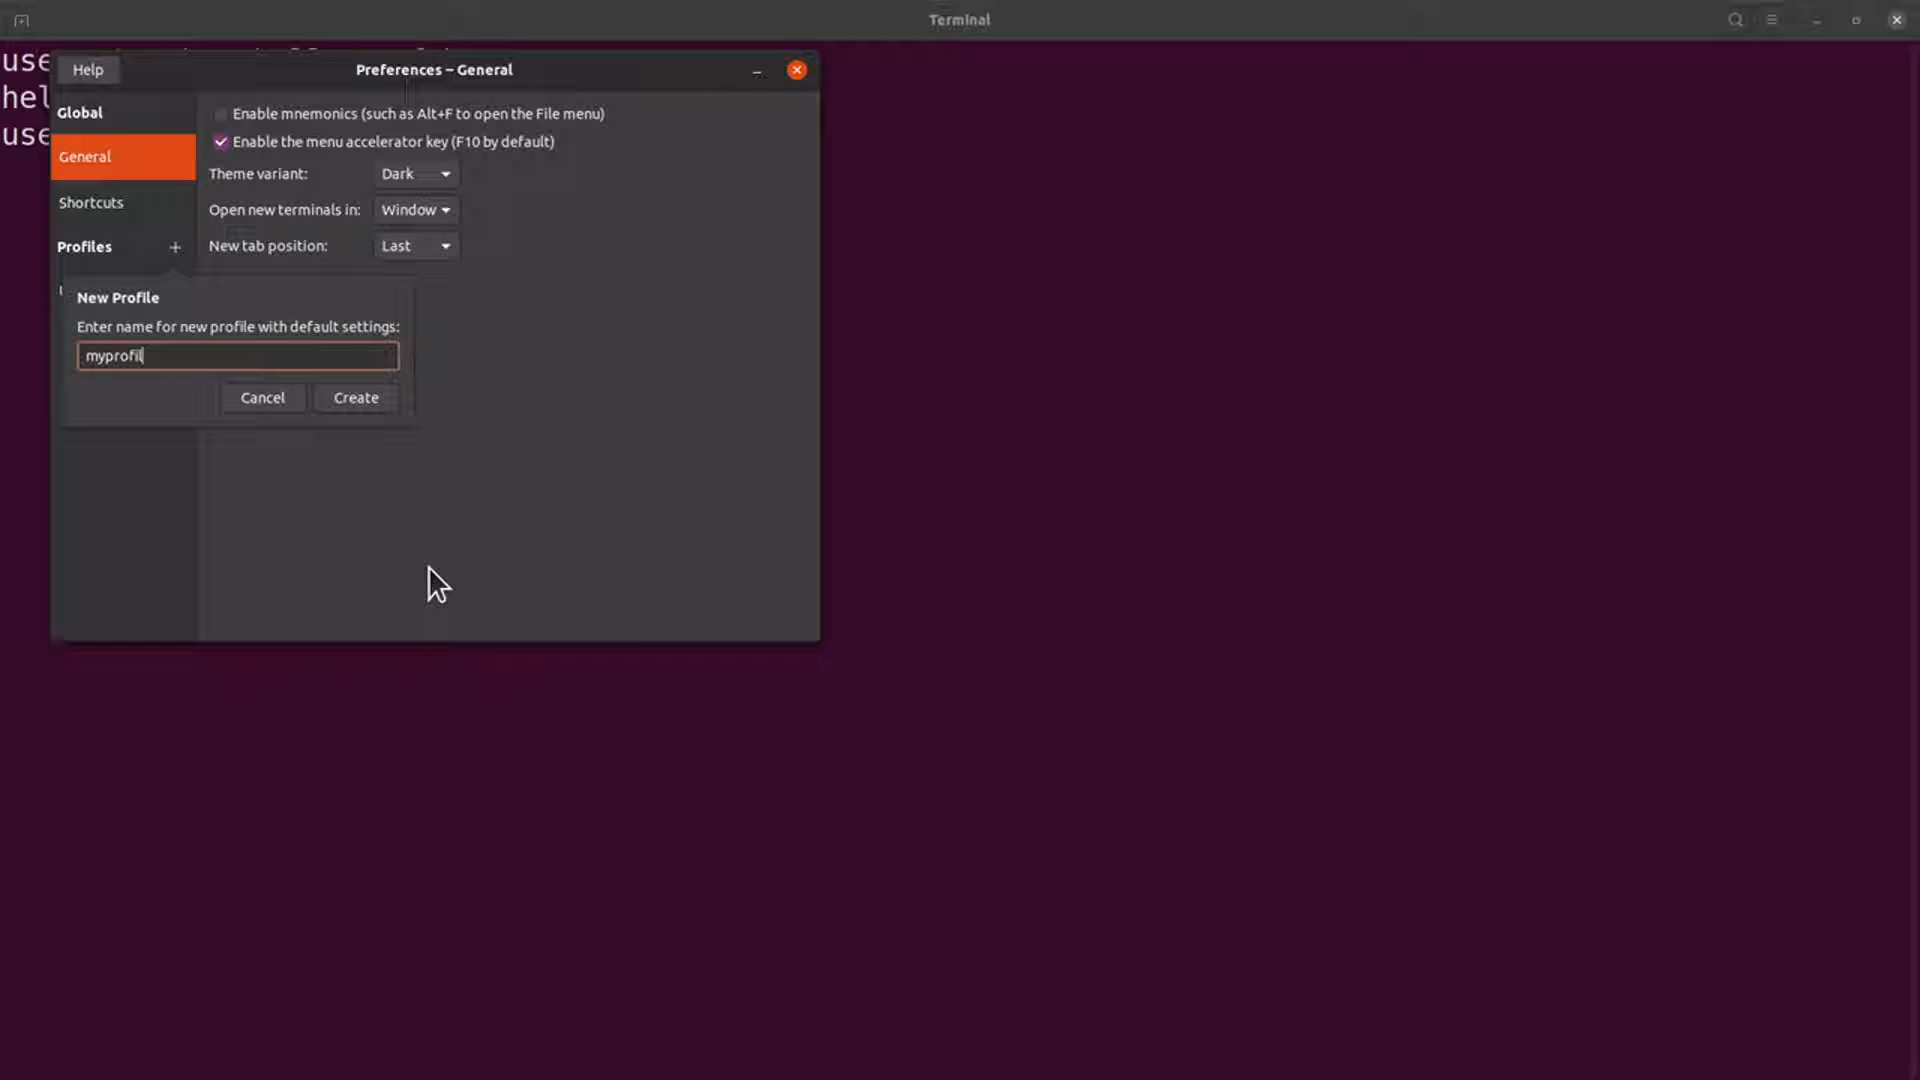 Terminal
use
Help
Preferences – General
hel
Global
Enable mnemonics (such as Alt+F to open the File menu)
use
Enable the menu accelerator key (F10 by default)
General
Theme variant:
Dark
Shortcuts
Open new terminals in:
Window
Profiles
+
New tab position:
Last
New Profile
Enter name for new profile with default settings:
myprofil
Cancel
Create